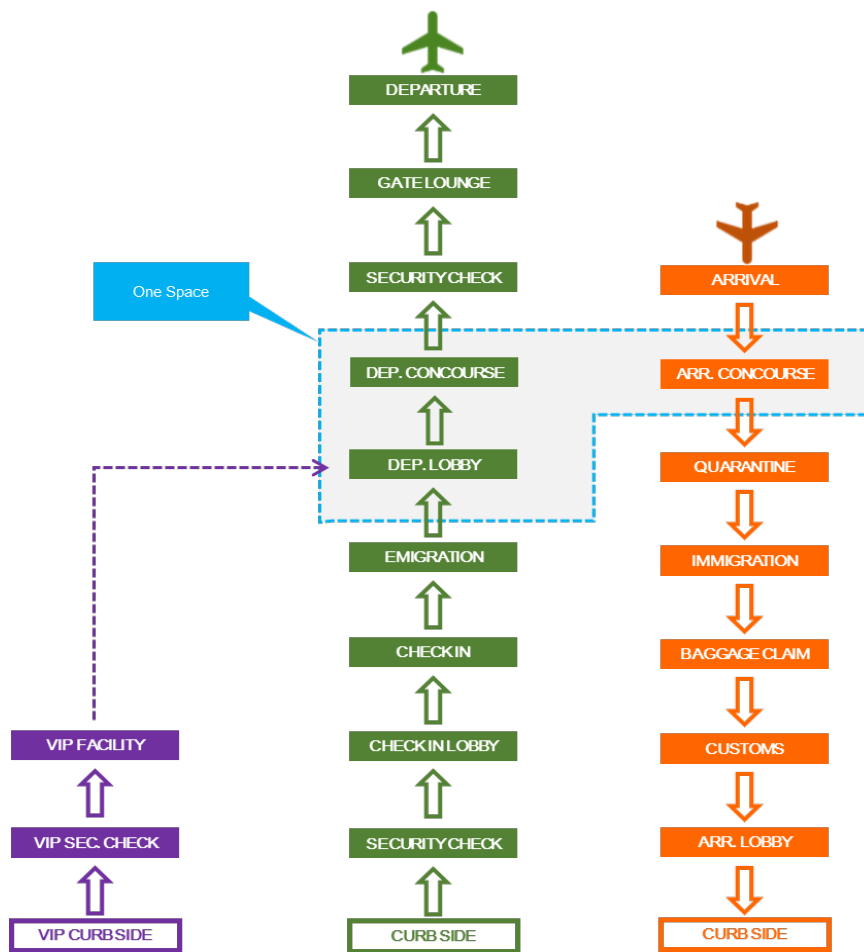 DEPARTURE
GATE LOUNGE
SECURITY CHECK
ARRIVAL
One Space
DEP. CONCOURSE
ARR. CONCOURSE
DEP. LOBBY
QUARANTINE
EMIGRATION
IMMIGRATION
CHECK IN
BAGGAGE CLAIM
VIP FACILITY
CHECK IN LOBBY
CUSTOMS
VIP SEC. CHECK
SECURITY CHECK
ARR. LOBBY
VIP CURB SIDE
CURB SIDE
CURB SIDE